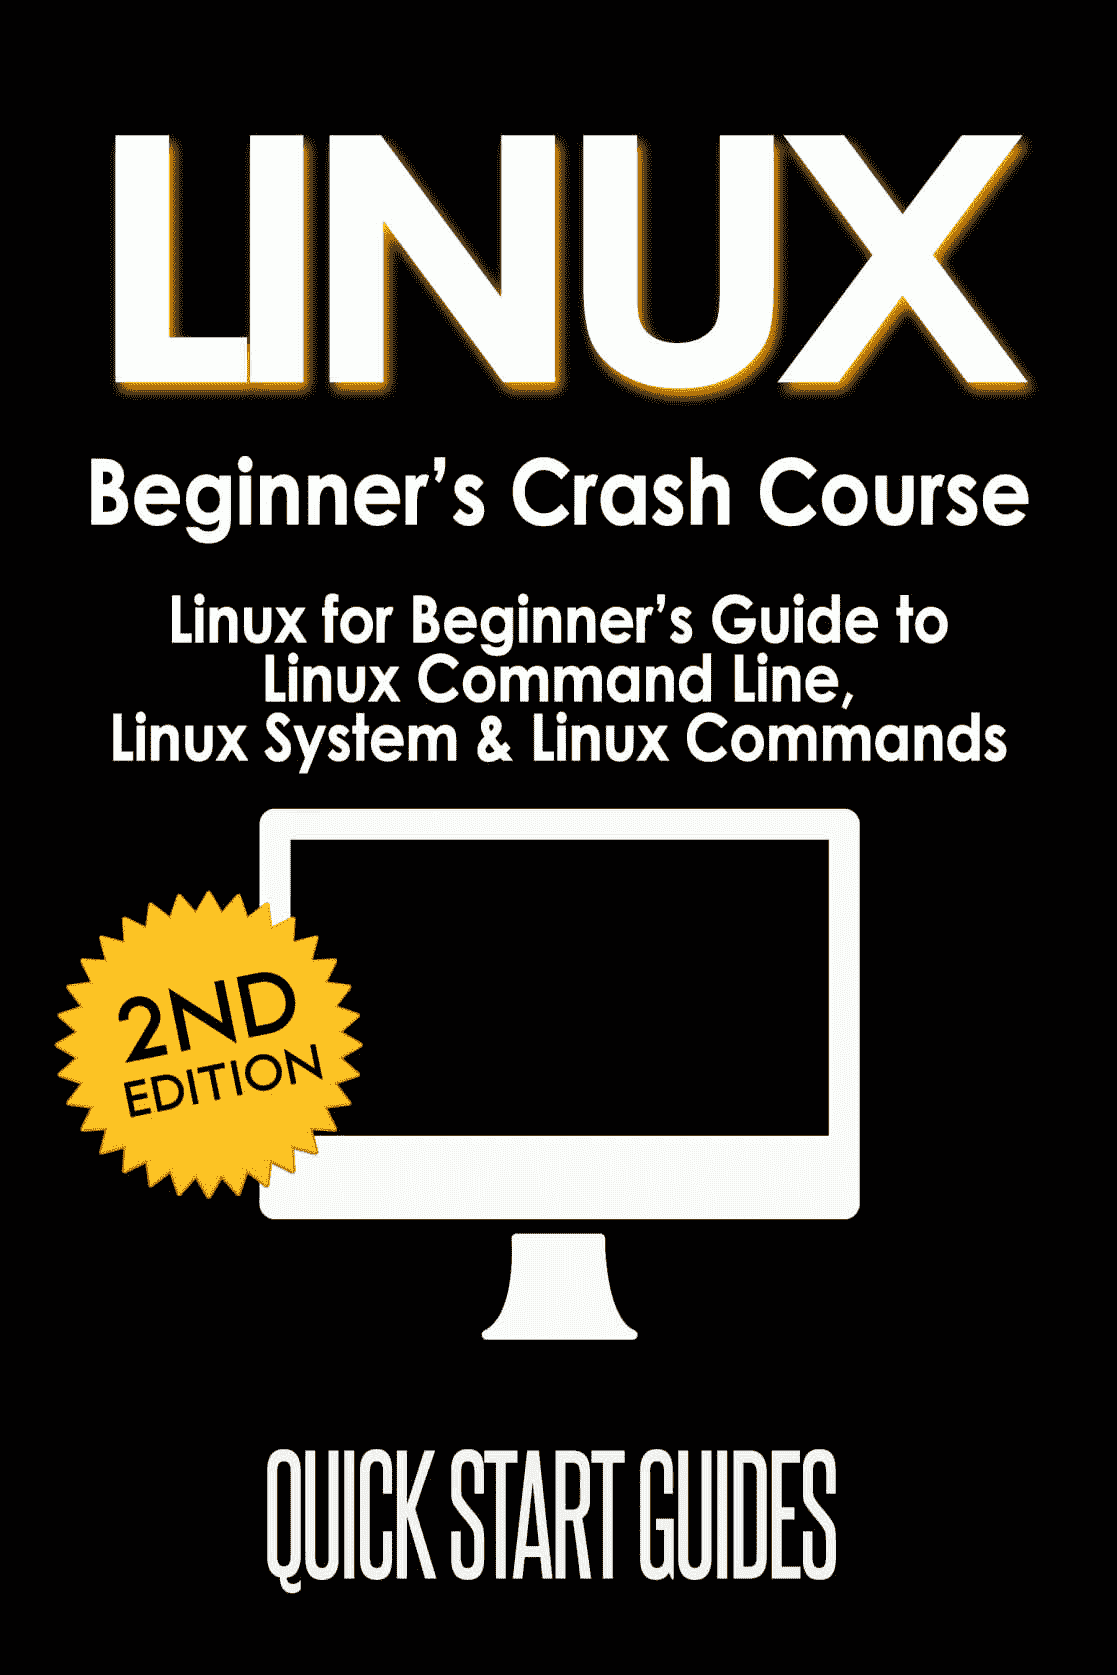 LINUX
Beginner’s Crash Course
Linux for Beginner’s Guide to
Linux Command Line,
Linux System & Linux Commands
2ND
EDITION
QUICK START GUIDES